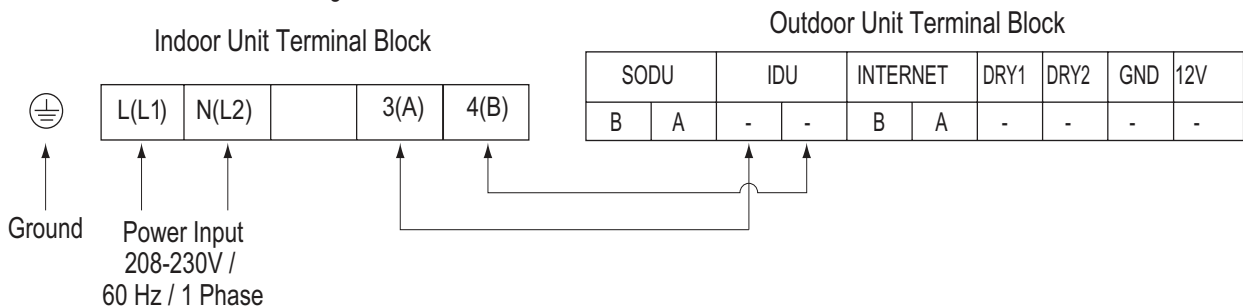 Indoor Unit Terminal Block
Outdoor Unit Terminal Block
L(L1) N(L2) 3(A) 4(B)
SODU IDU INTERNET DRY1 DRY2 GND 12V
B A - - B A - - - -
Ground
Power Input
208-230V /
60 Hz / 1 Phase